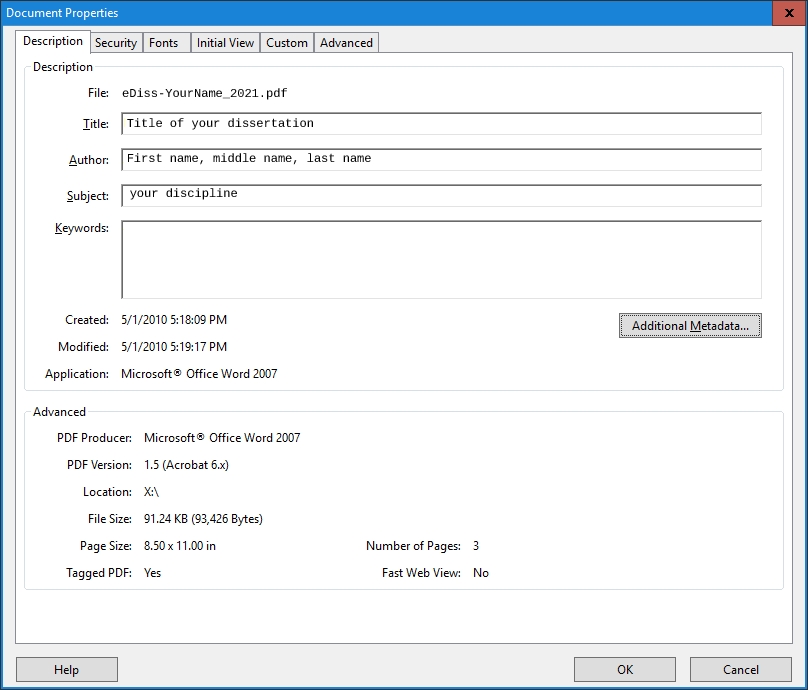 Document Properties x
Description Security Fonts Initial View Custom Advanced
Description
File: eDiss-YourName_2021.pdf
Title: Title of your dissertation
Author: First name, middle name, last name
Subject: your discipline
Keywords:
Created: 5/1/2010 5:18:09 PM
Additional Metadata...
Modified: 5/1/2010 5:19:17 PM
Application: Microsoft® Office Word 2007
Advanced
PDF Producer: Microsoft® Office Word 2007
PDF Version: 1.5 (Acrobat 6.x)
Location: X:\
File Size: 91.24 KB (93,426 Bytes)
Page Size: 8.50 x 11.00 in Number of Pages: 3
Tagged PDF: Yes Fast Web View: No
Help OK Cancel